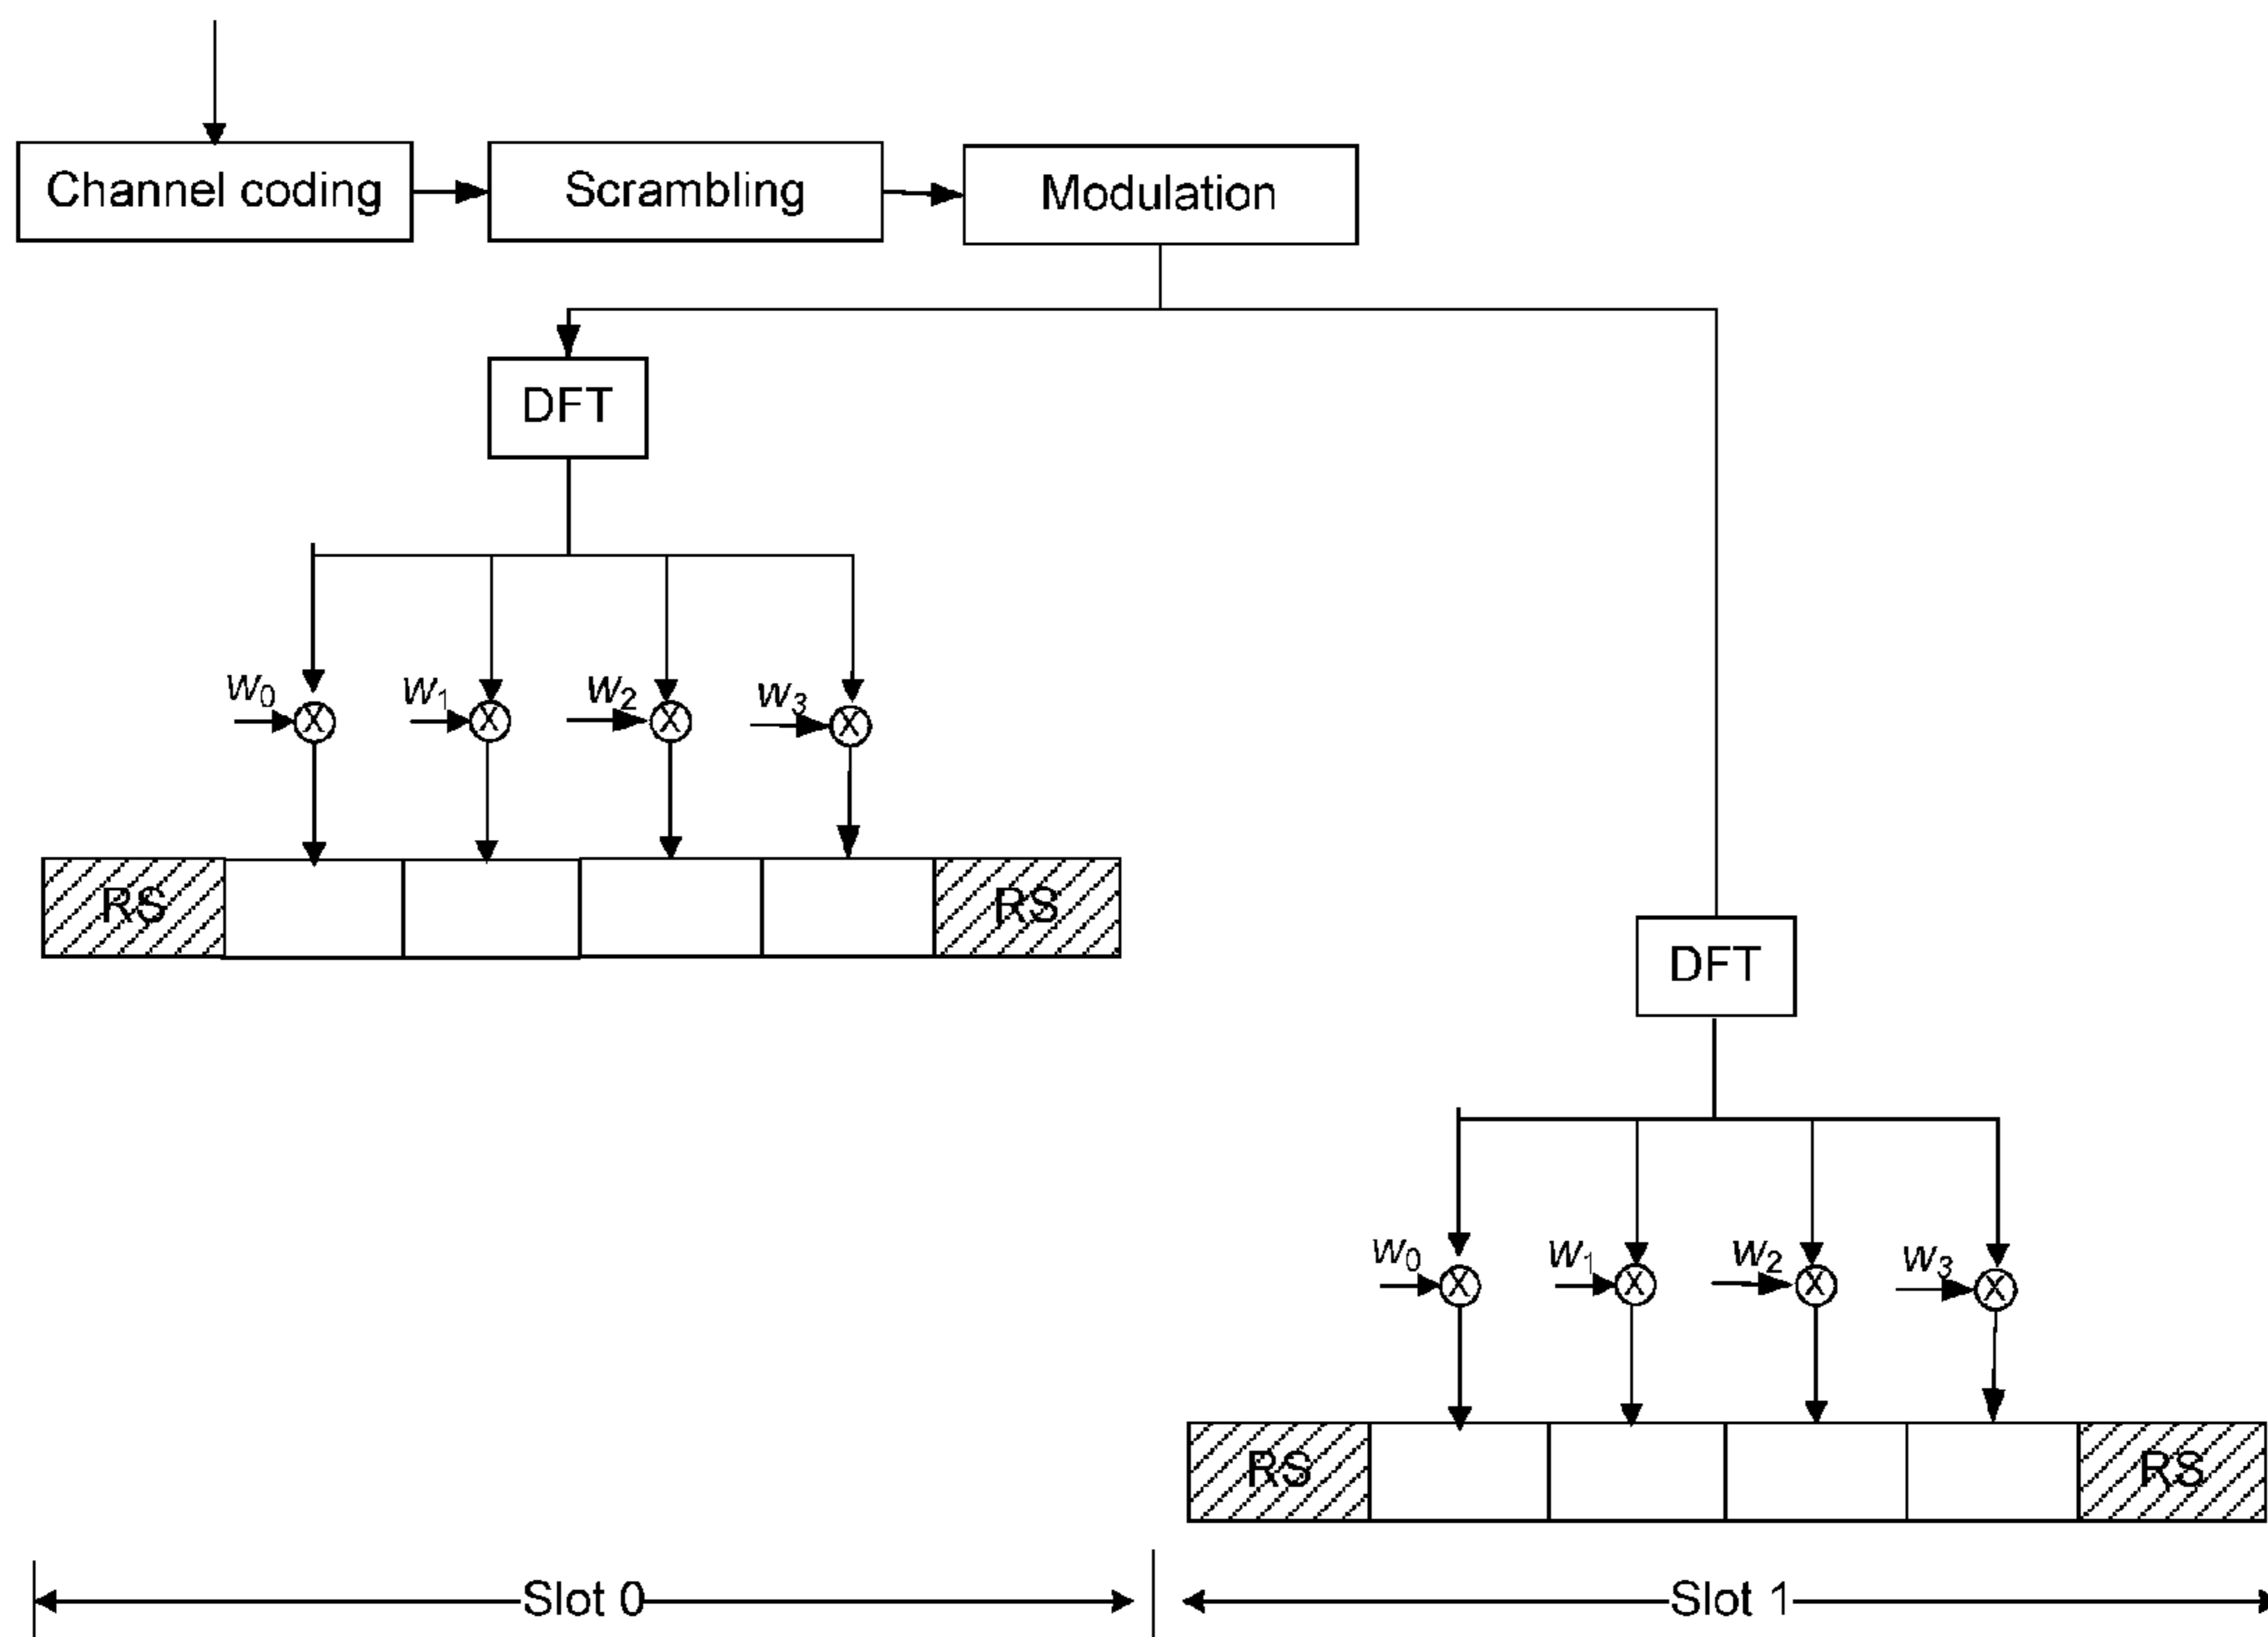 Channel coding
Scrambling
Modulation
DFT
w0
w1
w2
w3
X
X
X
X
RS
RS
DFT
w0
w1
w2
w3
X
X
X
X
RS
RS
Slot 0
Slot 1